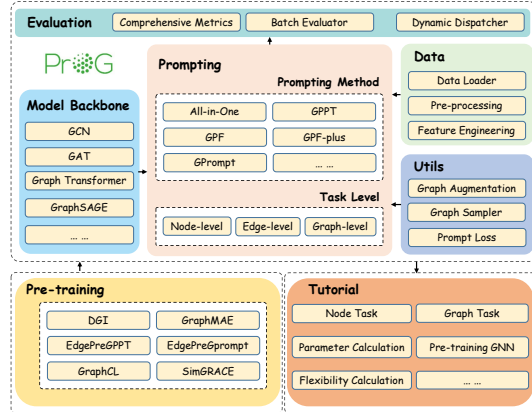 Evaluation
Comprehensive Metrics
Batch Evaluator
Dynamic Dispatcher
ProG
Model Backbone
GCN
GAT
Graph Transformer
GraphSAGE
... ...
Prompting
Prompting Method
All-in-One
GPPT
GPF
GPF-plus
GPrompt
... ...
Task Level
Node-level
Edge-level
Graph-level
Data
Data Loader
Pre-processing
Feature Engineering
Utils
Graph Augmentation
Graph Sampler
Prompt Loss
Pre-training
DGI
GraphMAE
EdgePreGPPT
EdgePreGprompt
GraphCL
SimGRACE
Tutorial
Node Task
Graph Task
Parameter Calculation
Pre-training GNN
Flexibility Calculation
... ...